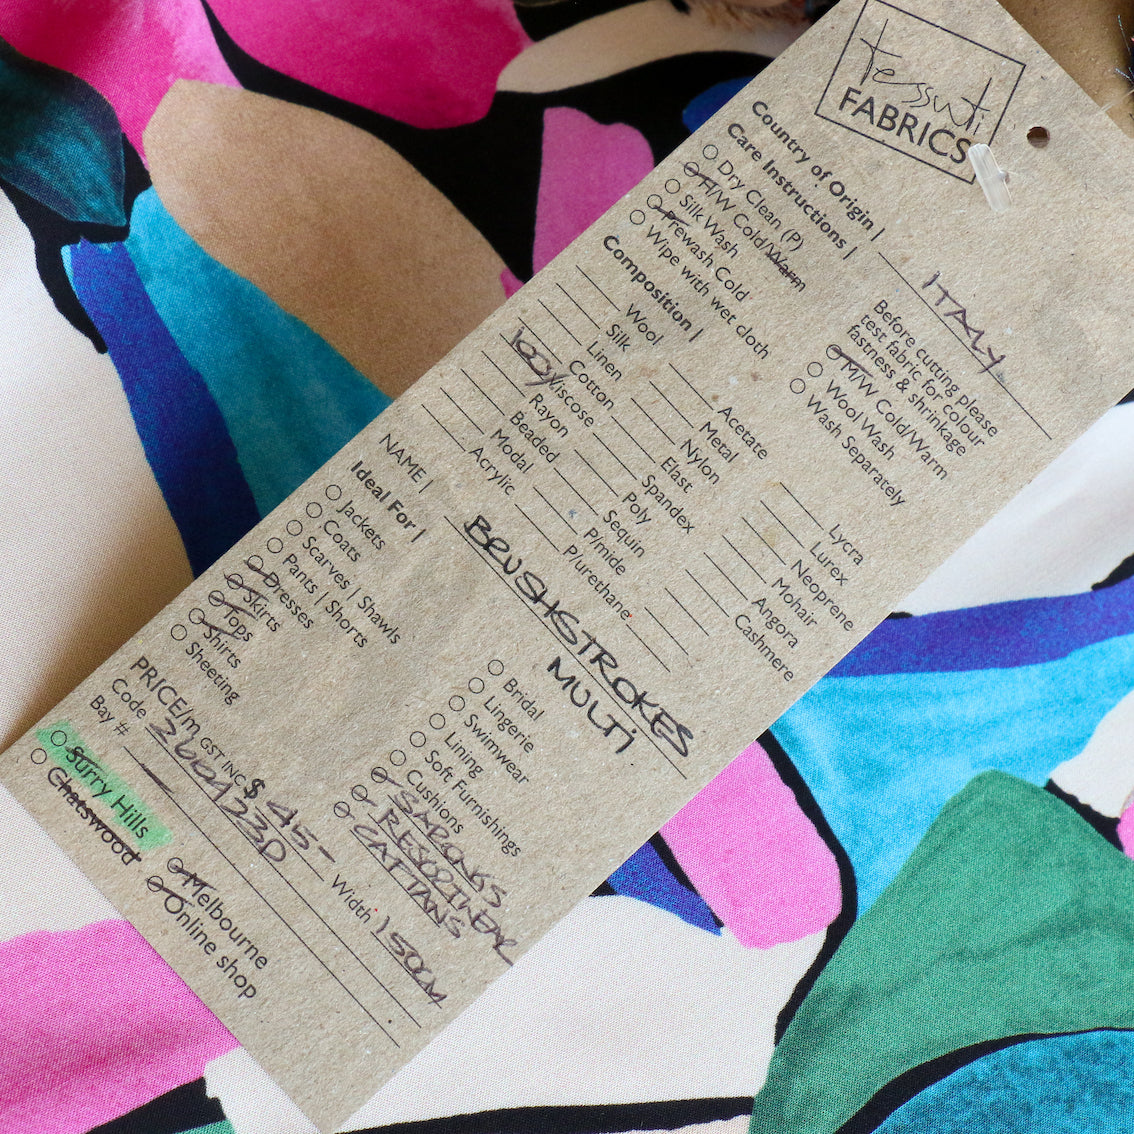 tessuti
FABRICS
Country of Origin | ITALY
Care Instructions |
Dry Clean (P)
H/W Cold/Warm
Silk Wash
Prewash Cold
Wipe with wet cloth
Before cutting please
test fabric for colour
fastness & shrinkage
M/W Cold/Warm
Wool Wash
Wash Separately
Composition |
Wool
Silk
Linen
Cotton
100% Viscose
Rayon
Beaded
Modal
Acrylic
Acetate
Metal
Nylon
Elast
Spandex
Poly
Sequin
P/mide
P/urethane
Lycra
Lurex
Neoprene
Mohair
Angora
Cashmere
NAME | BRUSHSTROKES
MULTI
Ideal For |
Jackets
Coats
Scarves | Shawls
Pants | Shorts
Dresses
Skirts
Tops
Shirts
Sheeting
Bridal
Lingerie
Swimwear
Lining
Soft Furnishings
Cushions
SARONGS
RESORTWEAR
CAFTANS
PRICE/m GST INC $ 45- Width 150cm
Code
Bay #
Surry Hills
Chatswood
Melbourne
Online shop